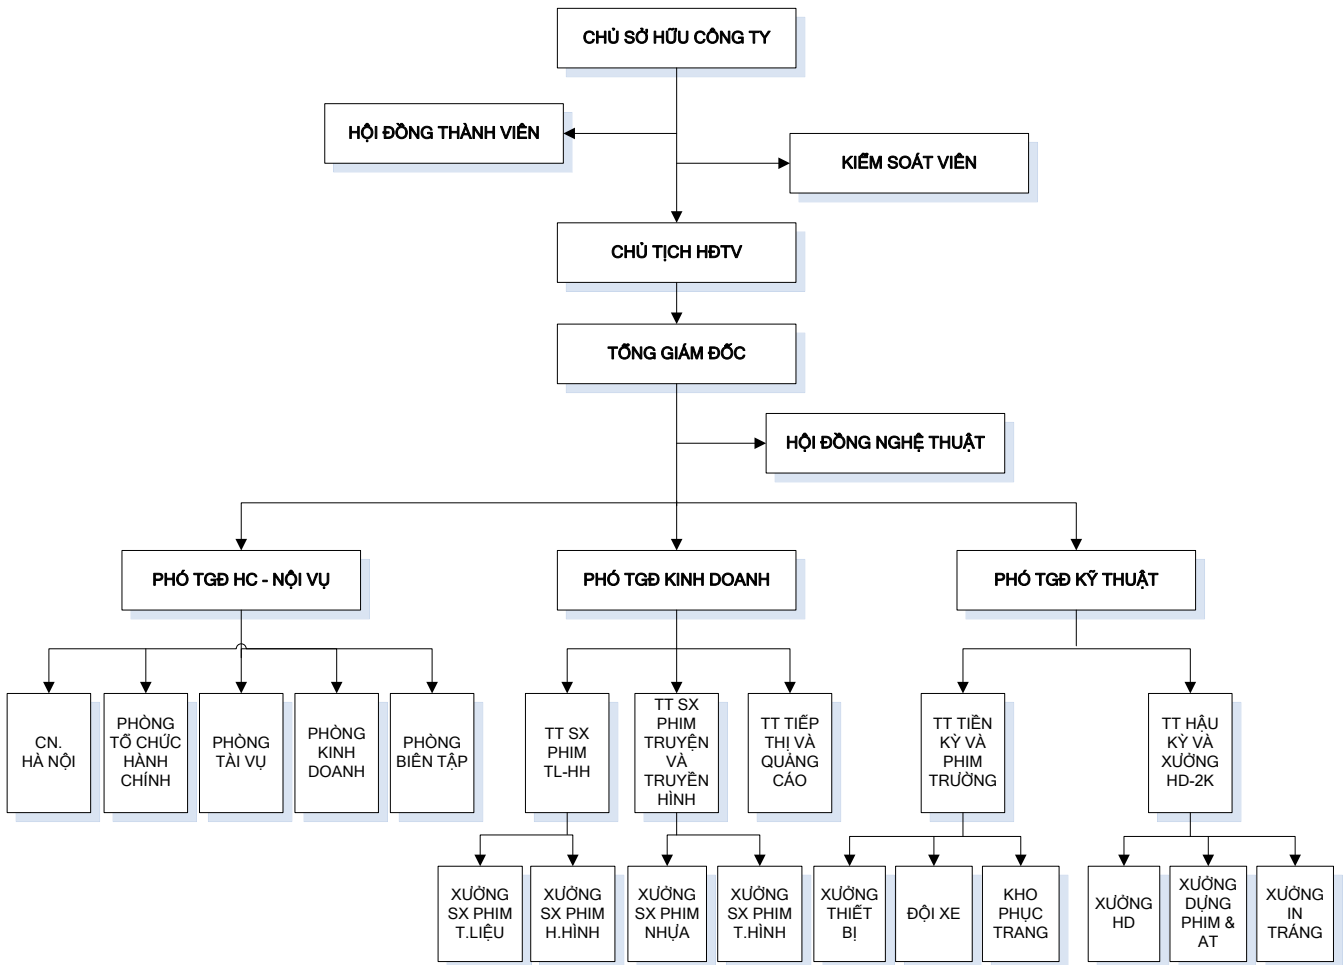 CHỦ SỞ HỮU CÔNG TY
HỘI ĐỒNG THÀNH VIÊN
KIỂM SOÁT VIÊN
CHỦ TỊCH HĐTV
TỔNG GIÁM ĐỐC
HỘI ĐỒNG NGHỆ THUẬT
PHÓ TGĐ HC - NỘI VỤ
PHÓ TGĐ KINH DOANH
PHÓ TGĐ KỸ THUẬT
CN.
HÀ NỘI
PHÒNG
TỔ CHỨC
HÀNH
CHÍNH
PHÒNG
TÀI VỤ
PHÒNG
KINH
DOANH
PHÒNG
BIÊN TẬP
TT SX
PHIM
TL-HH
TT SX
PHIM
TRUYỆN
VÀ
TRUYỀN
HÌNH
TT TIẾP
THỊ VÀ
QUẢNG
CÁO
TT TIỀN
KỲ VÀ
PHIM
TRƯỜNG
TT HẬU
KỲ VÀ
XƯỞNG
HD-2K
XƯỞNG
SX PHIM
T.LIỆU
XƯỞNG
SX PHIM
H.HÌNH
XƯỞNG
SX PHIM
NHỰA
XƯỞNG
SX PHIM
T.HÌNH
XƯỞNG
THIẾT
BỊ
ĐỘI XE
KHO
PHỤC
TRANG
XƯỞNG
HD
XƯỞNG
DỰNG
PHIM &
AT
XƯỞNG
IN
TRÁNG